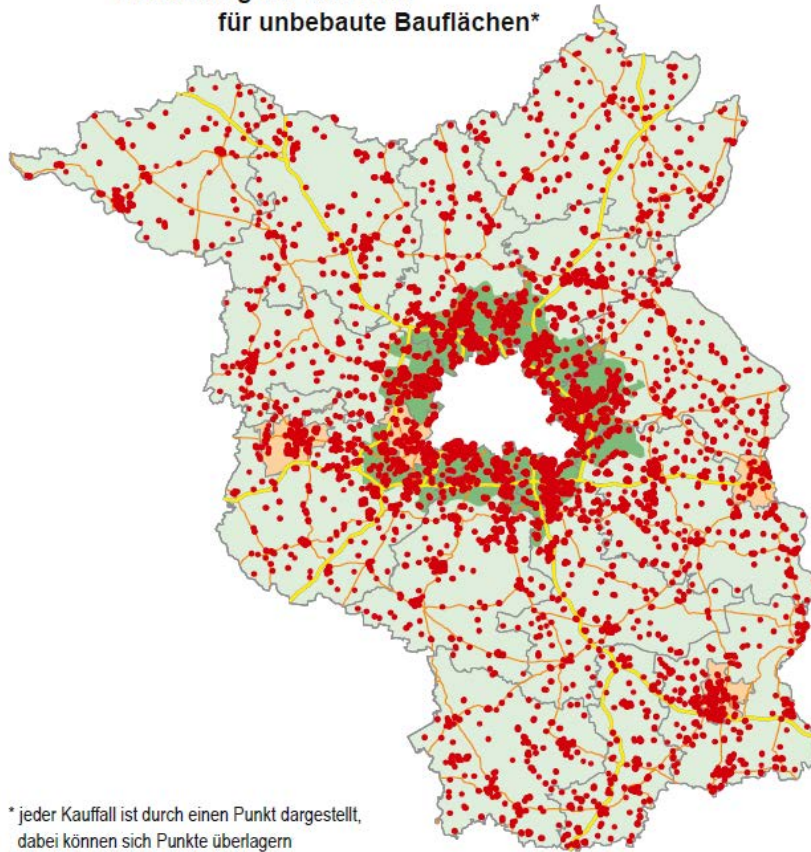 für unbebaute Bauflächen*
* jeder Kauffall ist durch einen Punkt dargestellt,
dabei können sich Punkte überlagern